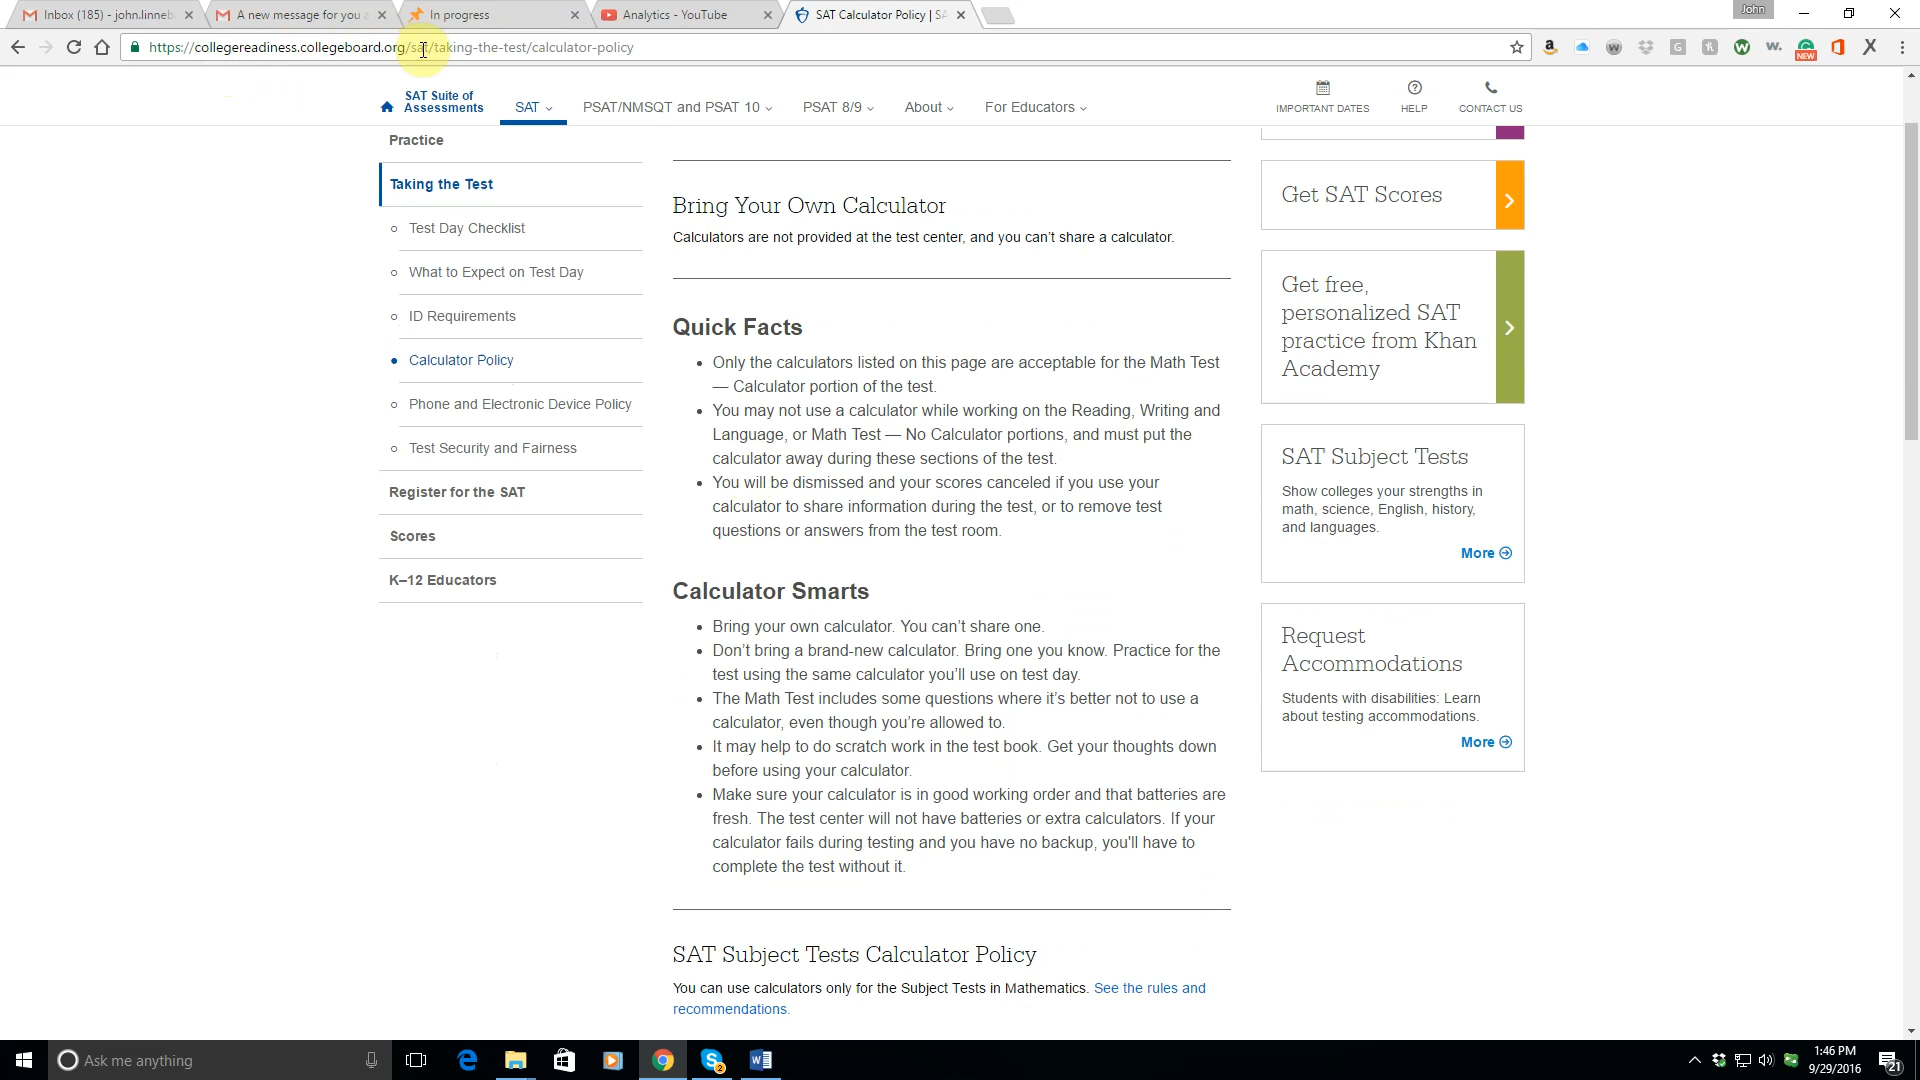 Inbox (185) - john.linneb
A new message for you a
In progress
Analytics - YouTube
SAT Calculator Policy | SA
John
https://collegereadiness.collegeboard.org/sat/taking-the-test/calculator-policy
NEW
SAT Suite of
Assessments
SAT
PSAT/NMSQT and PSAT 10
PSAT 8/9
About
For Educators
IMPORTANT DATES
HELP
CONTACT US
Practice
Taking the Test
Test Day Checklist
What to Expect on Test Day
ID Requirements
Calculator Policy
Phone and Electronic Device Policy
Test Security and Fairness
Register for the SAT
Scores
K–12 Educators
Bring Your Own Calculator
Calculators are not provided at the test center, and you can’t share a calculator.
Quick Facts
Only the calculators listed on this page are acceptable for the Math Test
— Calculator portion of the test.
You may not use a calculator while working on the Reading, Writing and
Language, or Math Test — No Calculator portions, and must put the
calculator away during these sections of the test.
You will be dismissed and your scores canceled if you use your
calculator to share information during the test, or to remove test
questions or answers from the test room.
Calculator Smarts
Bring your own calculator. You can’t share one.
Don’t bring a brand-new calculator. Bring one you know. Practice for the
test using the same calculator you’ll use on test day.
The Math Test includes some questions where it’s better not to use a
calculator, even though you’re allowed to.
It may help to do scratch work in the test book. Get your thoughts down
before using your calculator.
Make sure your calculator is in good working order and that batteries are
fresh. The test center will not have batteries or extra calculators. If your
calculator fails during testing and you have no backup, you'll have to
complete the test without it.
SAT Subject Tests Calculator Policy
You can use calculators only for the Subject Tests in Mathematics. See the rules and
recommendations.
Get SAT Scores
Get free,
personalized SAT
practice from Khan
Academy
SAT Subject Tests
Show colleges your strengths in
math, science, English, history,
and languages.
More
Request
Accommodations
Students with disabilities: Learn
about testing accommodations.
More
Ask me anything
2
1:46 PM
9/29/2016
21